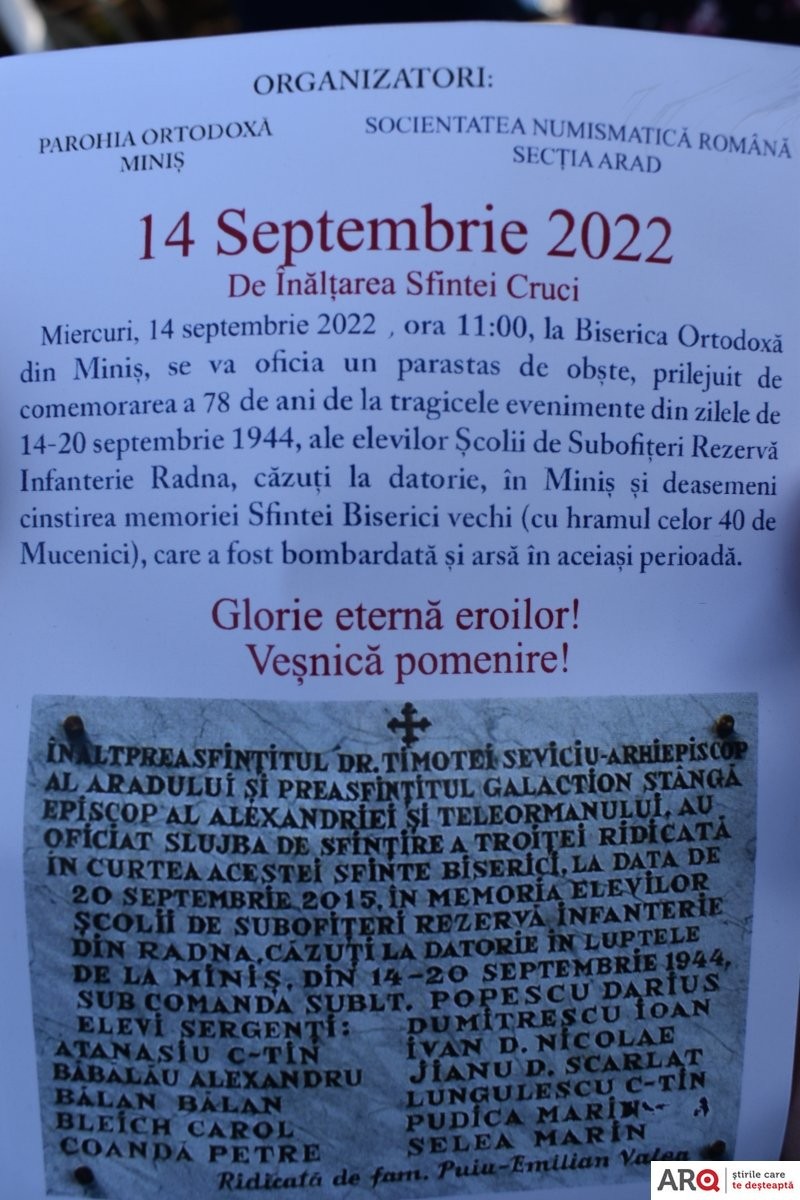 ORGANIZATORI:
PAROHIA ORTODOXĂ
MINIȘ
SOCIENTATEA NUMISMATICĂ ROMÂNĂ
SECȚIA ARAD
14 Septembrie 2022
De Înălțarea Sfintei Cruci
Miercuri, 14 septembrie 2022 , ora 11:00, la Biserica Ortodoxă
din Miniș, se va oficia un parastas de obște, prilejuit de
comemorarea a 78 de ani de la tragicele evenimente din zilele de
14-20 septembrie 1944, ale elevilor Școlii de Subofițeri Rezervă
Infanterie Radna, căzuți la datorie, în Miniș și deasemeni
cinstirea memoriei Sfintei Biserici vechi (cu hramul celor 40 de
Mucenici), care a fost bombardată și arsă în aceiași perioadă.
Glorie eternă eroilor!
Veșnică pomenire!
ÎNALTPREASFINȚITUL DR. TIMOTEI SEVICIU-ARHIEPISCOP
AL ARADULUI ȘI PREASFINȚITUL GALACTION STÂNGĂ
EPISCOP AL ALEXANDRIEI ȘI TELEORMANULUI, AU
OFICIAT SLUJBA DE SFINȚIRE A TROIȚEI RIDICATĂ
ÎN CURTEA ACESTEI SFINTE BISERICI, LA DATA DE
20 SEPTEMBRIE 2015, ÎN MEMORIA ELEVILOR
ȘCOLII DE SUBOFIȚERI REZERVĂ INFANTERIE
DIN RADNA, CĂZUȚI LA DATORIE ÎN LUPTELE
DE LA MINIȘ, DIN 14-20 SEPTEMBRIE 1944,
SUB COMANDA SUBLT. POPESCU DARIUS
ELEVI SERGENȚI:
ATANASIU C-TIN
BĂBĂLĂU ALEXANDRU
BĂLAN BĂLAN
BLEICH CAROL
COANDĂ PETRE
DUMITRESCU IOAN
IVAN D. NICOLAE
JIANU D. SCARLAT
LUNGULESCU C-TIN
PUDICA MARIN
SELEA MARIN
Ridicată de fam. Puiu-Emilian Valea
ARQ știrile care
te deșteaptă